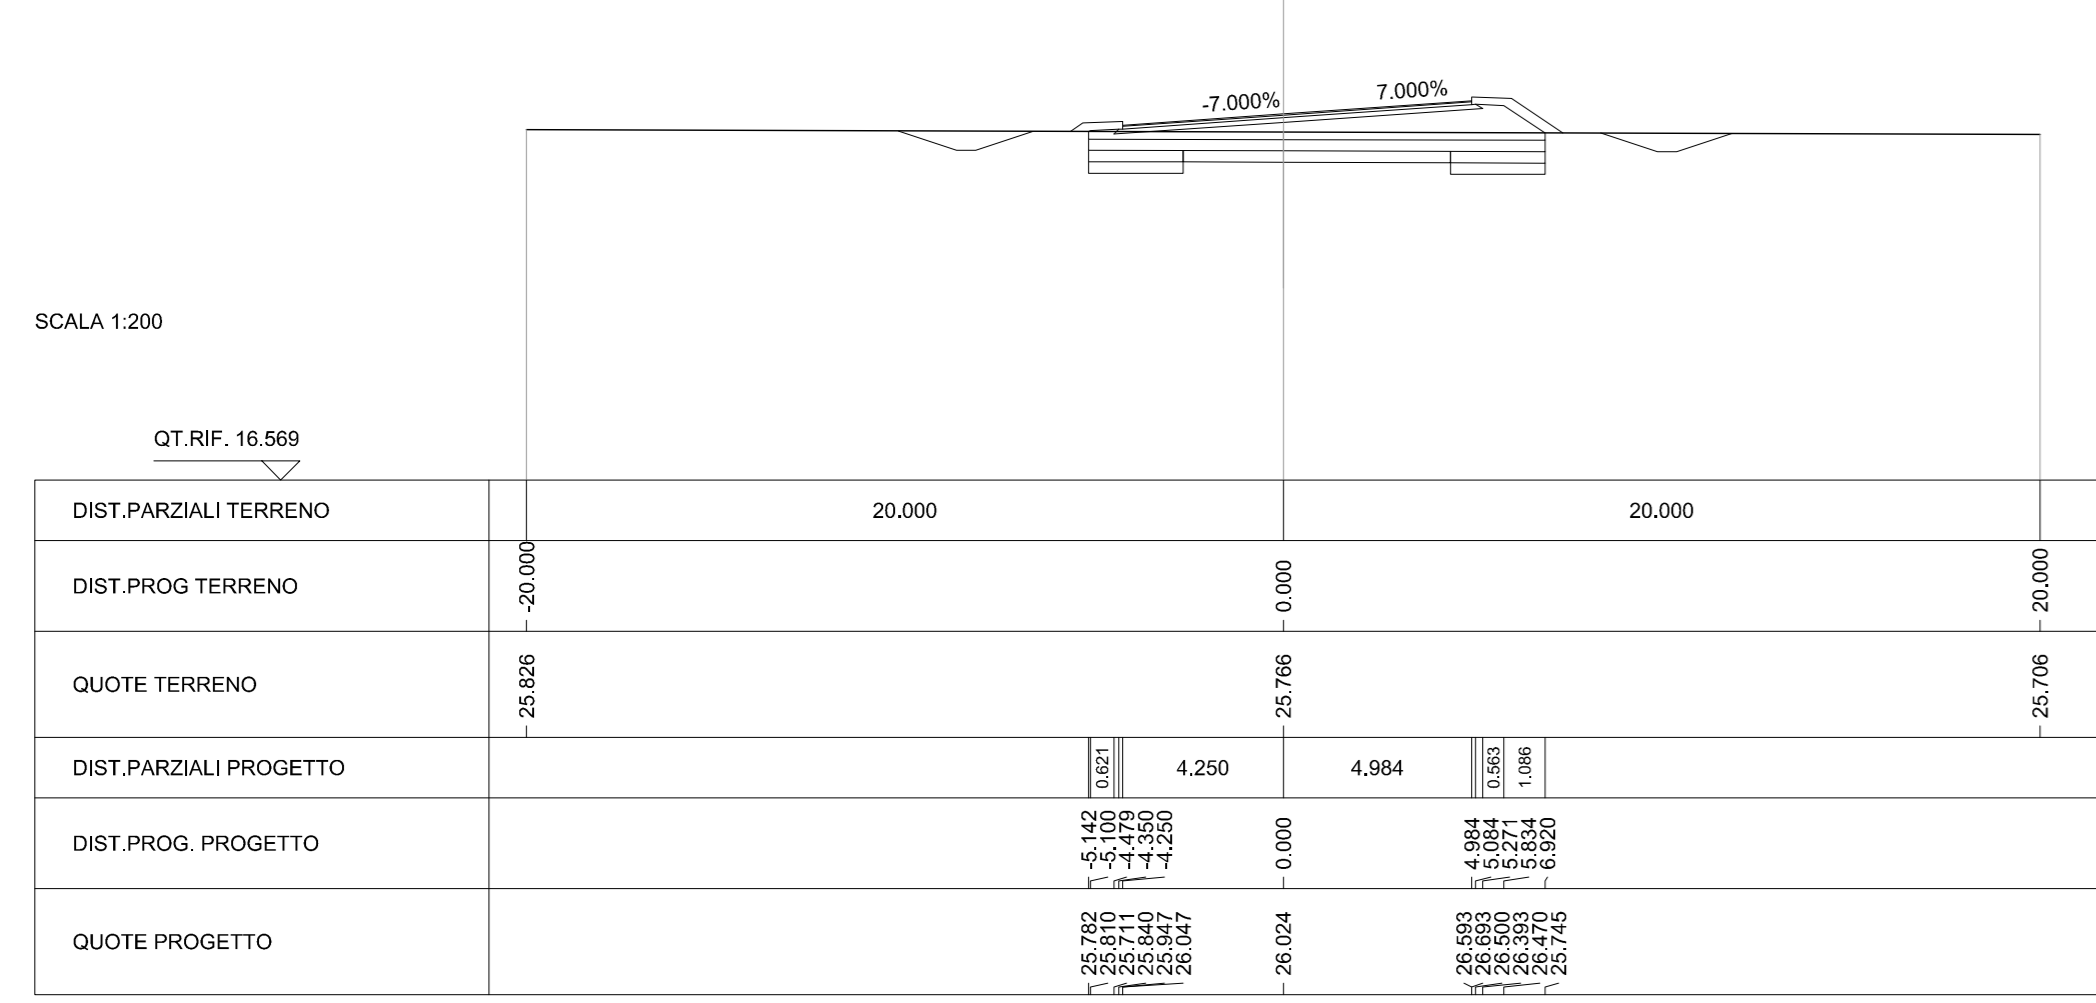 -7.000% 7.000%
SCALA 1:200
QT.RIF. 16.569
DIST.PARZIALI TERRENO 20.000 20.000
DIST.PROG TERRENO -20.000 0.000 20.000
QUOTE TERRENO 25.826 25.766 25.706
DIST.PARZIALI PROGETTO 0.621 4.250 4.984 0.563 1.086
DIST.PROG. PROGETTO -5.142 -5.100 -4.479 -4.350 -4.250 0.000 4.984 5.084 5.271 5.834 6.920
QUOTE PROGETTO 25.782 25.810 25.711 25.840 25.947 26.047 26.024 26.593 26.693 26.500 26.393 26.470 25.745